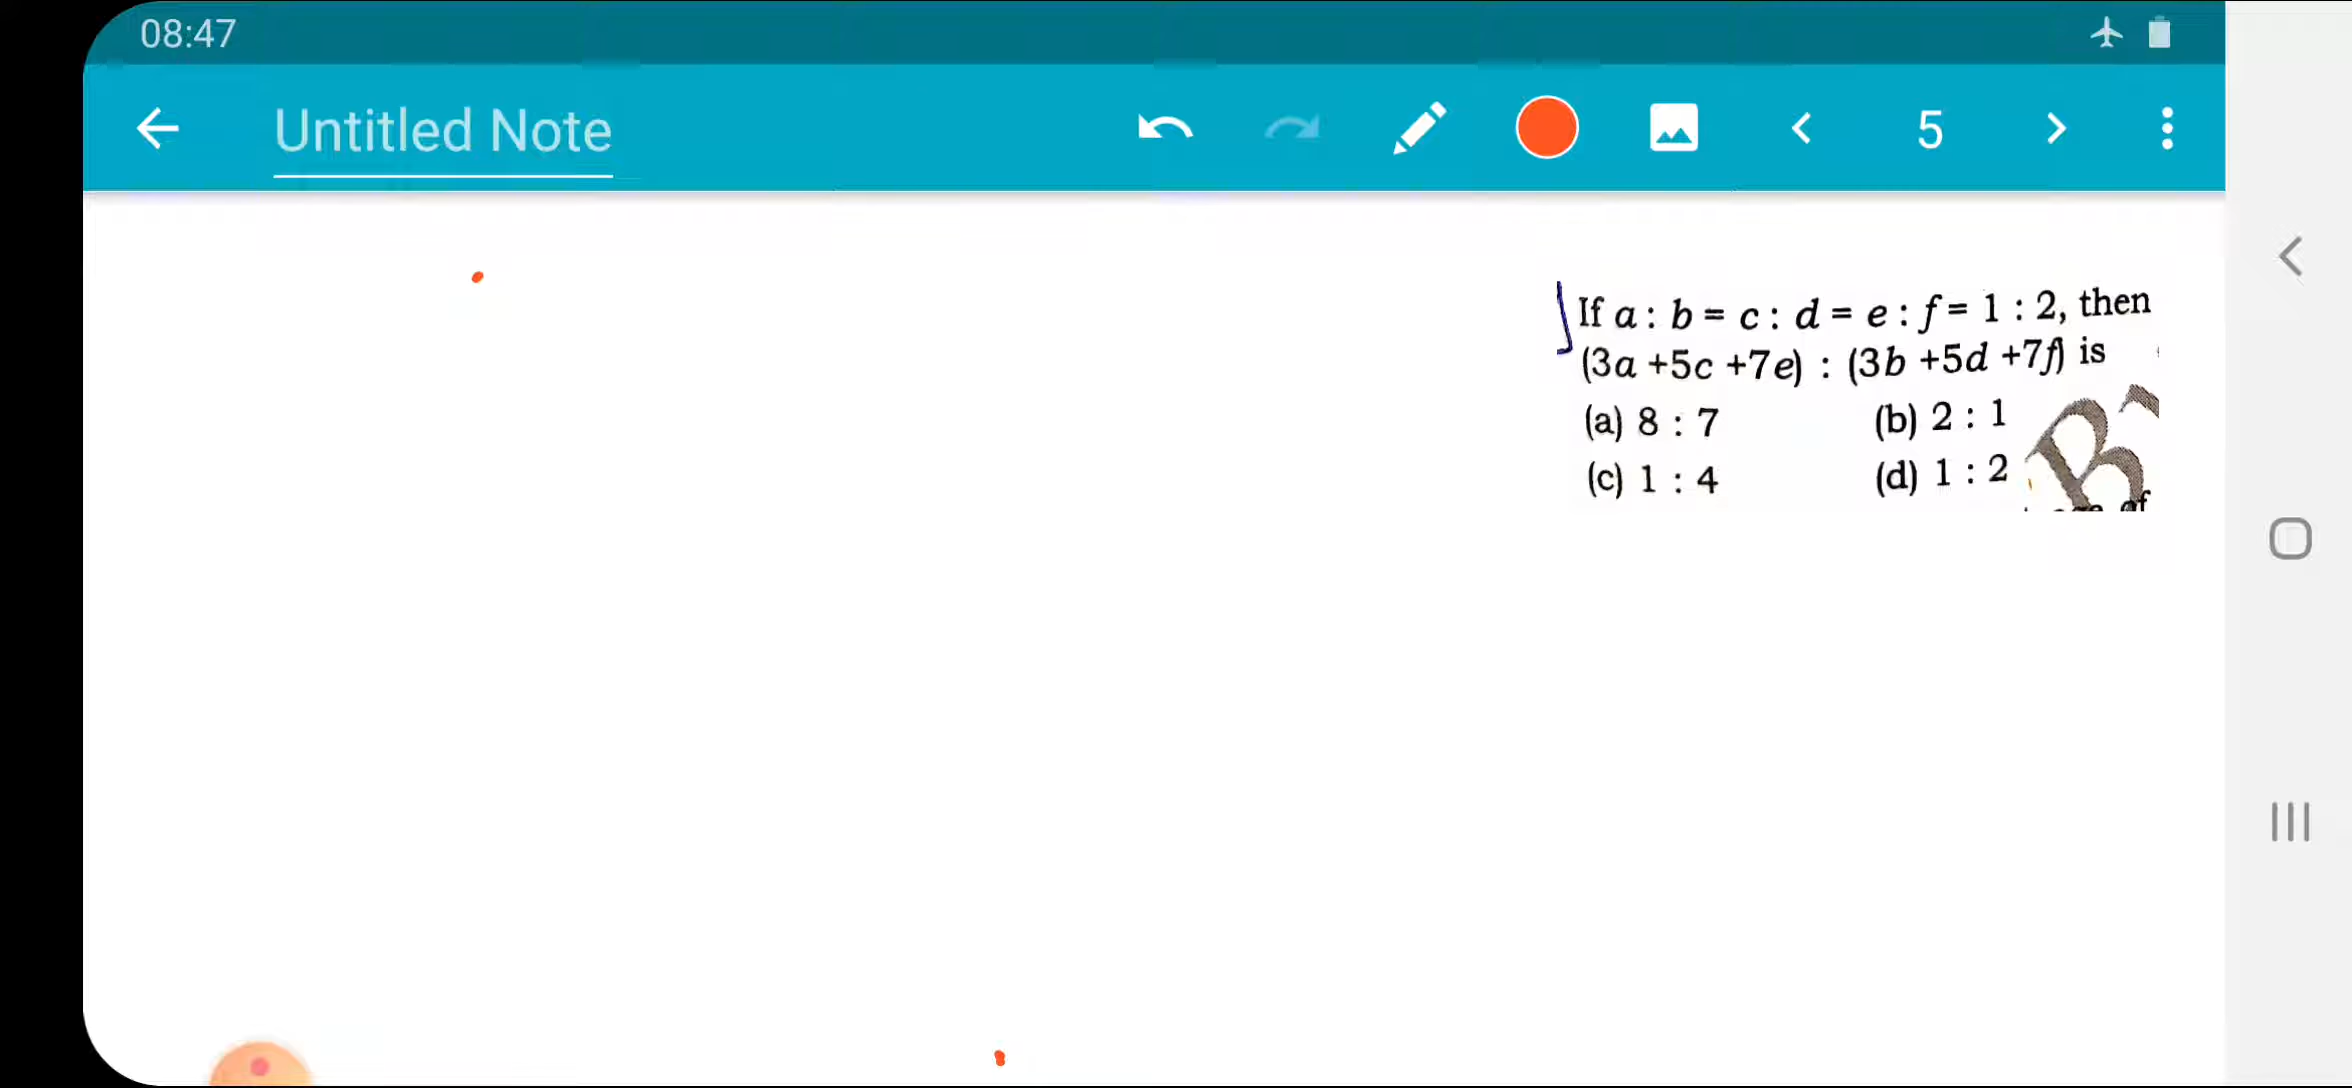 08:47
Untitled Note
5
If a : b = c : d = e : f = 1 : 2, then
(3a +5c +7e) : (3b +5d +7f) is
(a) 8 : 7 (b) 2 : 1
(c) 1 : 4 (d) 1 : 2
of